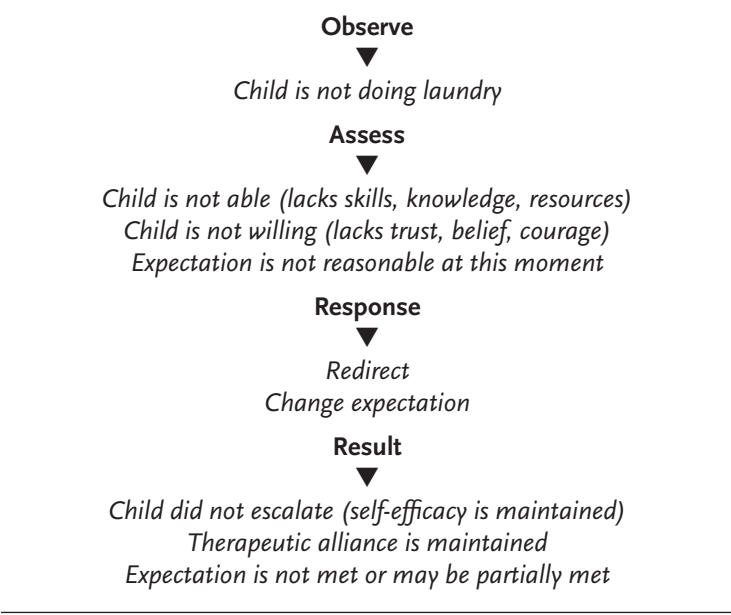 Observe
▼
Child is not doing laundry
Assess
▼
Child is not able (lacks skills, knowledge, resources)
Child is not willing (lacks trust, belief, courage)
Expectation is not reasonable at this moment
Response
▼
Redirect
Change expectation
Result
▼
Child did not escalate (self-efficacy is maintained)
Therapeutic alliance is maintained
Expectation is not met or may be partially met